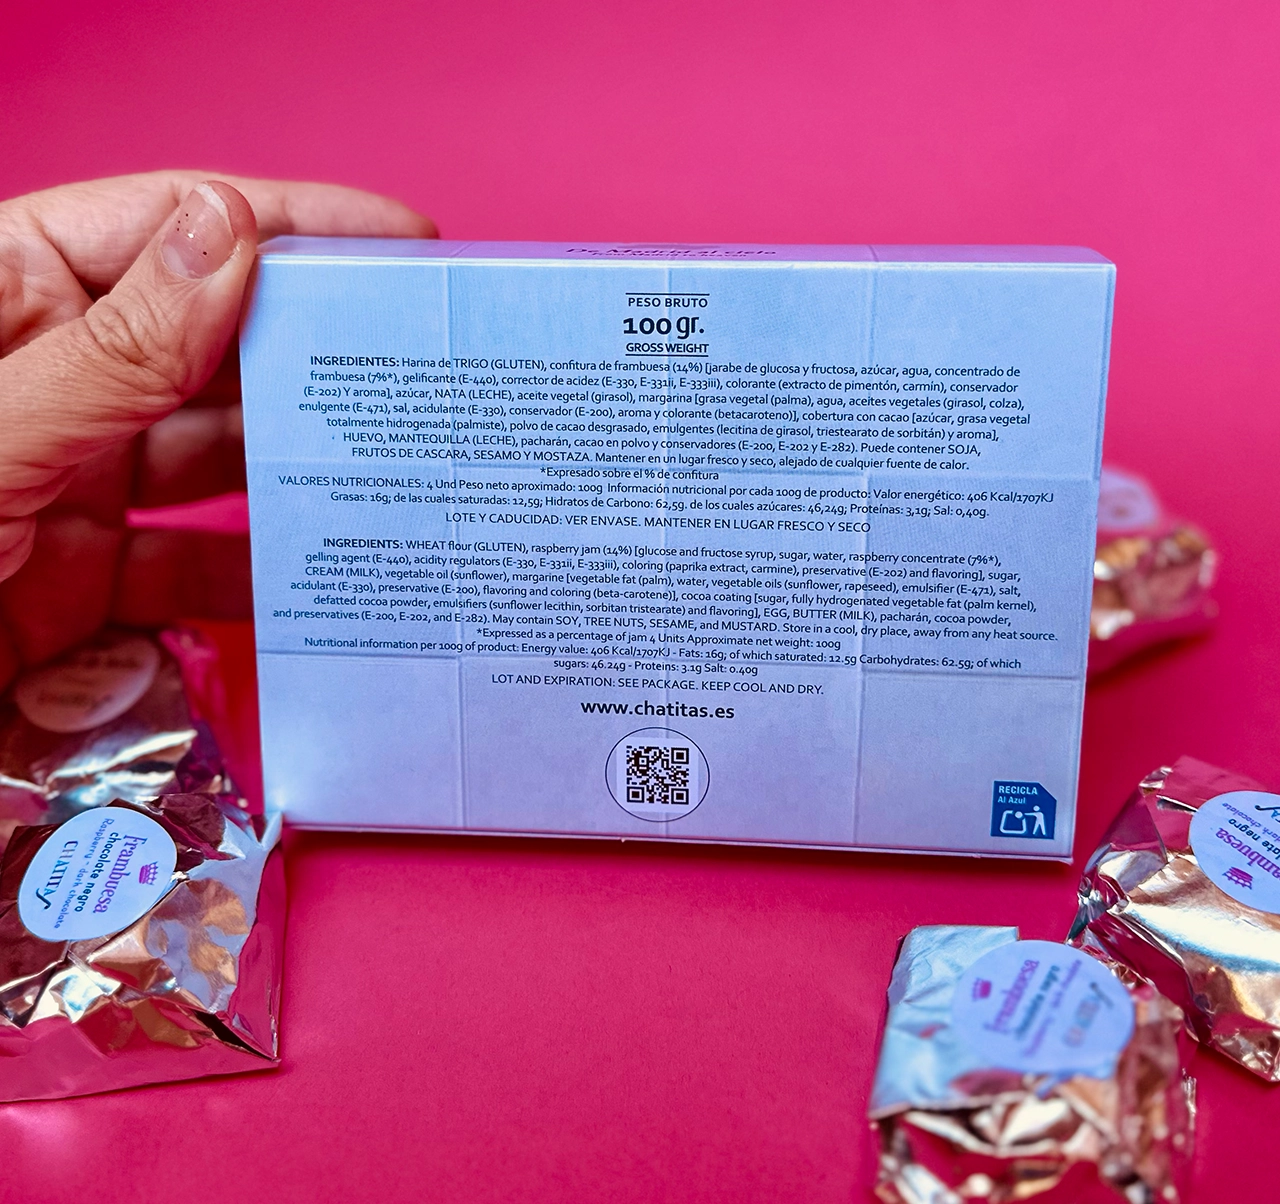 De Madrid al cielo
PESO BRUTO
100 gr.
GROSS WEIGHT
INGREDIENTES: Harina de TRIGO (GLUTEN), confitura de frambuesa (14%) [jarabe de glucosa y fructosa, azúcar, agua, concentrado de
frambuesa (7%*), gelificante (E-440), corrector de acidez (E-330, E-331ii, E-333iii), colorante (extracto de pimentón, carmín), conservador
(E-202) Y aroma], azúcar, NATA (LECHE), aceite vegetal (girasol), margarina [grasa vegetal (palma), agua, aceites vegetales (girasol, colza),
enulgente (E-471), sal, acidulante (E-330), conservador (E-200), aroma y colorante (betacaroteno)], cobertura con cacao [azúcar, grasa vegetal
totalmente hidrogenada (palmiste), polvo de cacao desgrasado, emulgentes (lecitina de girasol, triestearato de sorbitán) y aroma],
HUEVO, MANTEQUILLA (LECHE), pacharán, cacao en polvo y conservadores (E-200, E-202 y E-282). Puede contener SOJA,
FRUTOS DE CASCARA, SESAMO Y MOSTAZA. Mantener en un lugar fresco y seco, alejado de cualquier fuente de calor.
*Expresado sobre el % de confitura
VALORES NUTRICIONALES: 4 Und Peso neto aproximado: 100g Información nutricional por cada 100g de producto: Valor energético: 406 Kcal/1707KJ
Grasas: 16g; de las cuales saturadas: 12,5g; Hidratos de Carbono: 62,5g. de los cuales azúcares: 46,24g; Proteínas: 3,1g; Sal: 0,40g.
LOTE Y CADUCIDAD: VER ENVASE. MANTENER EN LUGAR FRESCO Y SECO
INGREDIENTS: WHEAT flour (GLUTEN), raspberry jam (14%) [glucose and fructose syrup, sugar, water, raspberry concentrate (7%*),
gelling agent (E-440), acidity regulators (E-330, E-331ii, E-333iii), coloring (paprika extract, carmine), preservative (E-202) and flavoring], sugar,
CREAM (MILK), vegetable oil (sunflower), margarine [vegetable fat (palm), water, vegetable oils (sunflower, rapeseed), emulsifier (E-471), salt,
acidulant (E-330), preservative (E-200), flavoring and coloring (beta-carotene)], cocoa coating [sugar, fully hydrogenated vegetable fat (palm kernel),
defatted cocoa powder, emulsifiers (sunflower lecithin, sorbitan tristearate) and flavoring], EGG, BUTTER (MILK), pacharán, cocoa powder,
and preservatives (E-200, E-202, and E-282). May contain SOY, TREE NUTS, SESAME, and MUSTARD. Store in a cool, dry place, away from any heat source.
*Expressed as a percentage of jam 4 Units Approximate net weight: 100g
Nutritional information per 100g of product: Energy value: 406 Kcal/1707KJ - Fats: 16g; of which saturated: 12.5g Carbohydrates: 62.5g; of which
sugars: 46.24g - Proteins: 3.1g Salt: 0.40g
LOT AND EXPIRATION: SEE PACKAGE. KEEP COOL AND DRY.
www.chatitas.es
RECICLA
Al Azul
Frambuesa
chocolate negro
Raspberry - dark chocolate
CHATITAS
Frambuesa
chocolate negro
Frambuesa
chocolate negro
dark chocolate